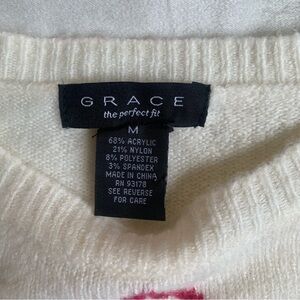 GRACE
the perfect fit
M
68% ACRYLIC
21% NYLON
8% POLYESTER
3% SPANDEX
MADE IN CHINA
RN 93178
SEE REVERSE
FOR CARE